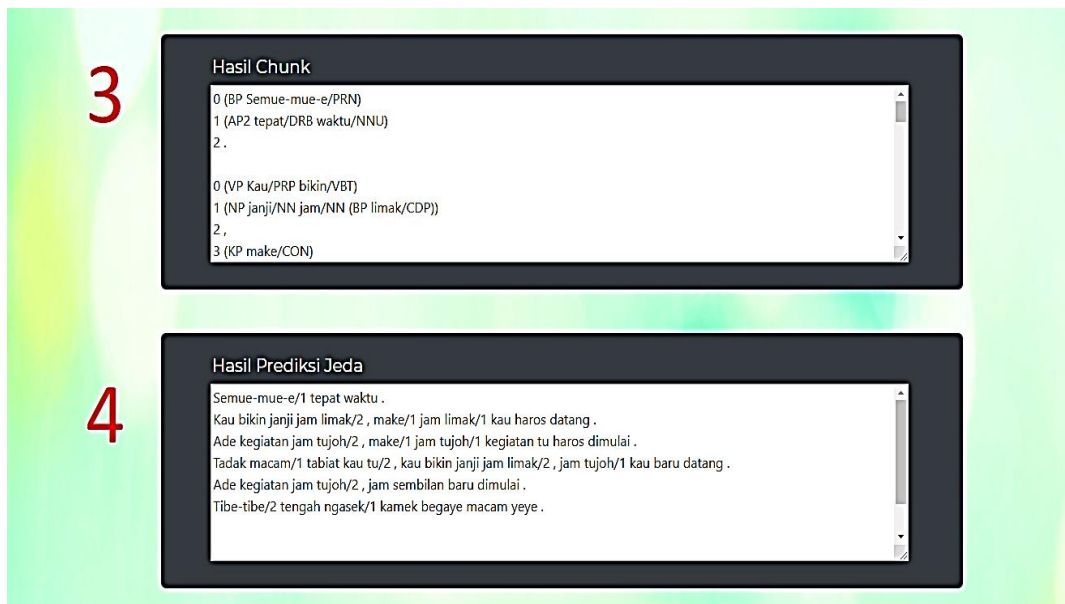 3
Hasil Chunk
0 (BP Semue-mue-e/PRN)
1 (AP2 tepat/DRB waktu/NNU)
2 .
0 (VP Kau/PRP bikin/VBT)
1 (NP janji/NN jam/NN (BP limak/CDP))
2 ,
3 (KP make/CON)
4
Hasil Prediksi Jeda
Semue-mue-e/1 tepat waktu .
Kau bikin janji jam limak/2 , make/1 jam limak/1 kau haros datang .
Ade kegiatan jam tujoh/2 , make/1 jam tujoh/1 kegiatan tu haros dimulai .
Tadak macam/1 tabiat kau tu/2 , kau bikin janji jam limak/2 , jam tujoh/1 kau baru datang .
Ade kegiatan jam tujoh/2 , jam sembilan baru dimulai .
Tibe-tibe/2 tengah ngasek/1 kamek begaye macam yeye .